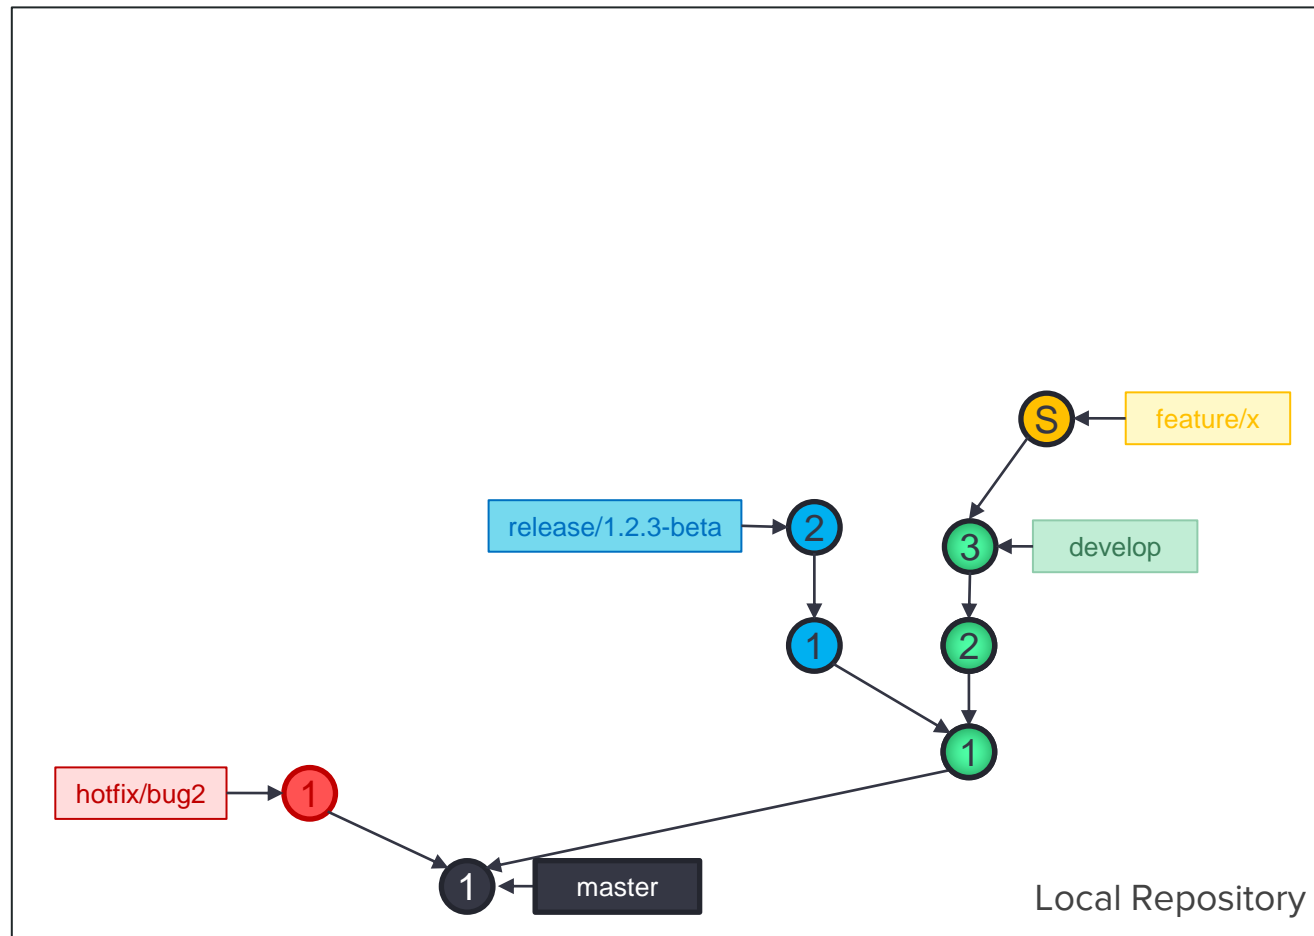 S
feature/x
release/1.2.3-beta
2
3
develop
1
2
1
hotfix/bug2
1
1
master
Local Repository